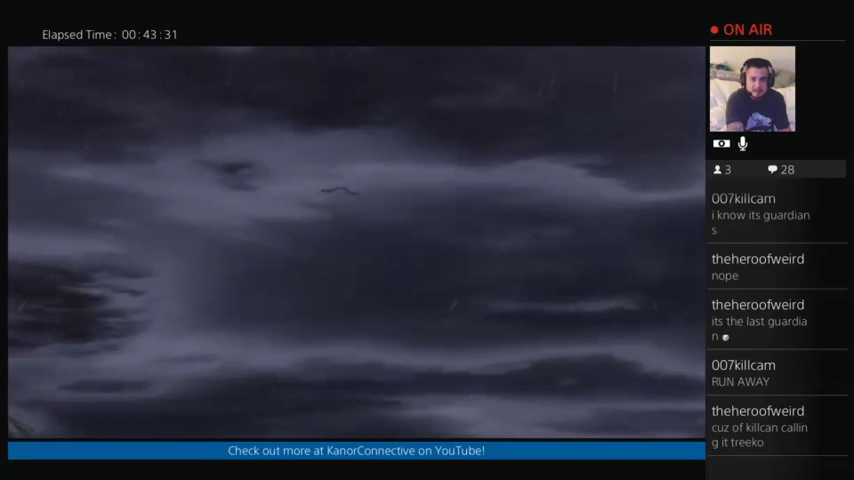 Elapsed Time: 00:43:31
ON AIR
3 28
007killcam
i know its guardian
s
theheroofweird
nope
theheroofweird
its the last guardia
n
007killcam
RUN AWAY
theheroofweird
cuz of killcan callin
g it treeko
Check out more at KanorConnective on YouTube!